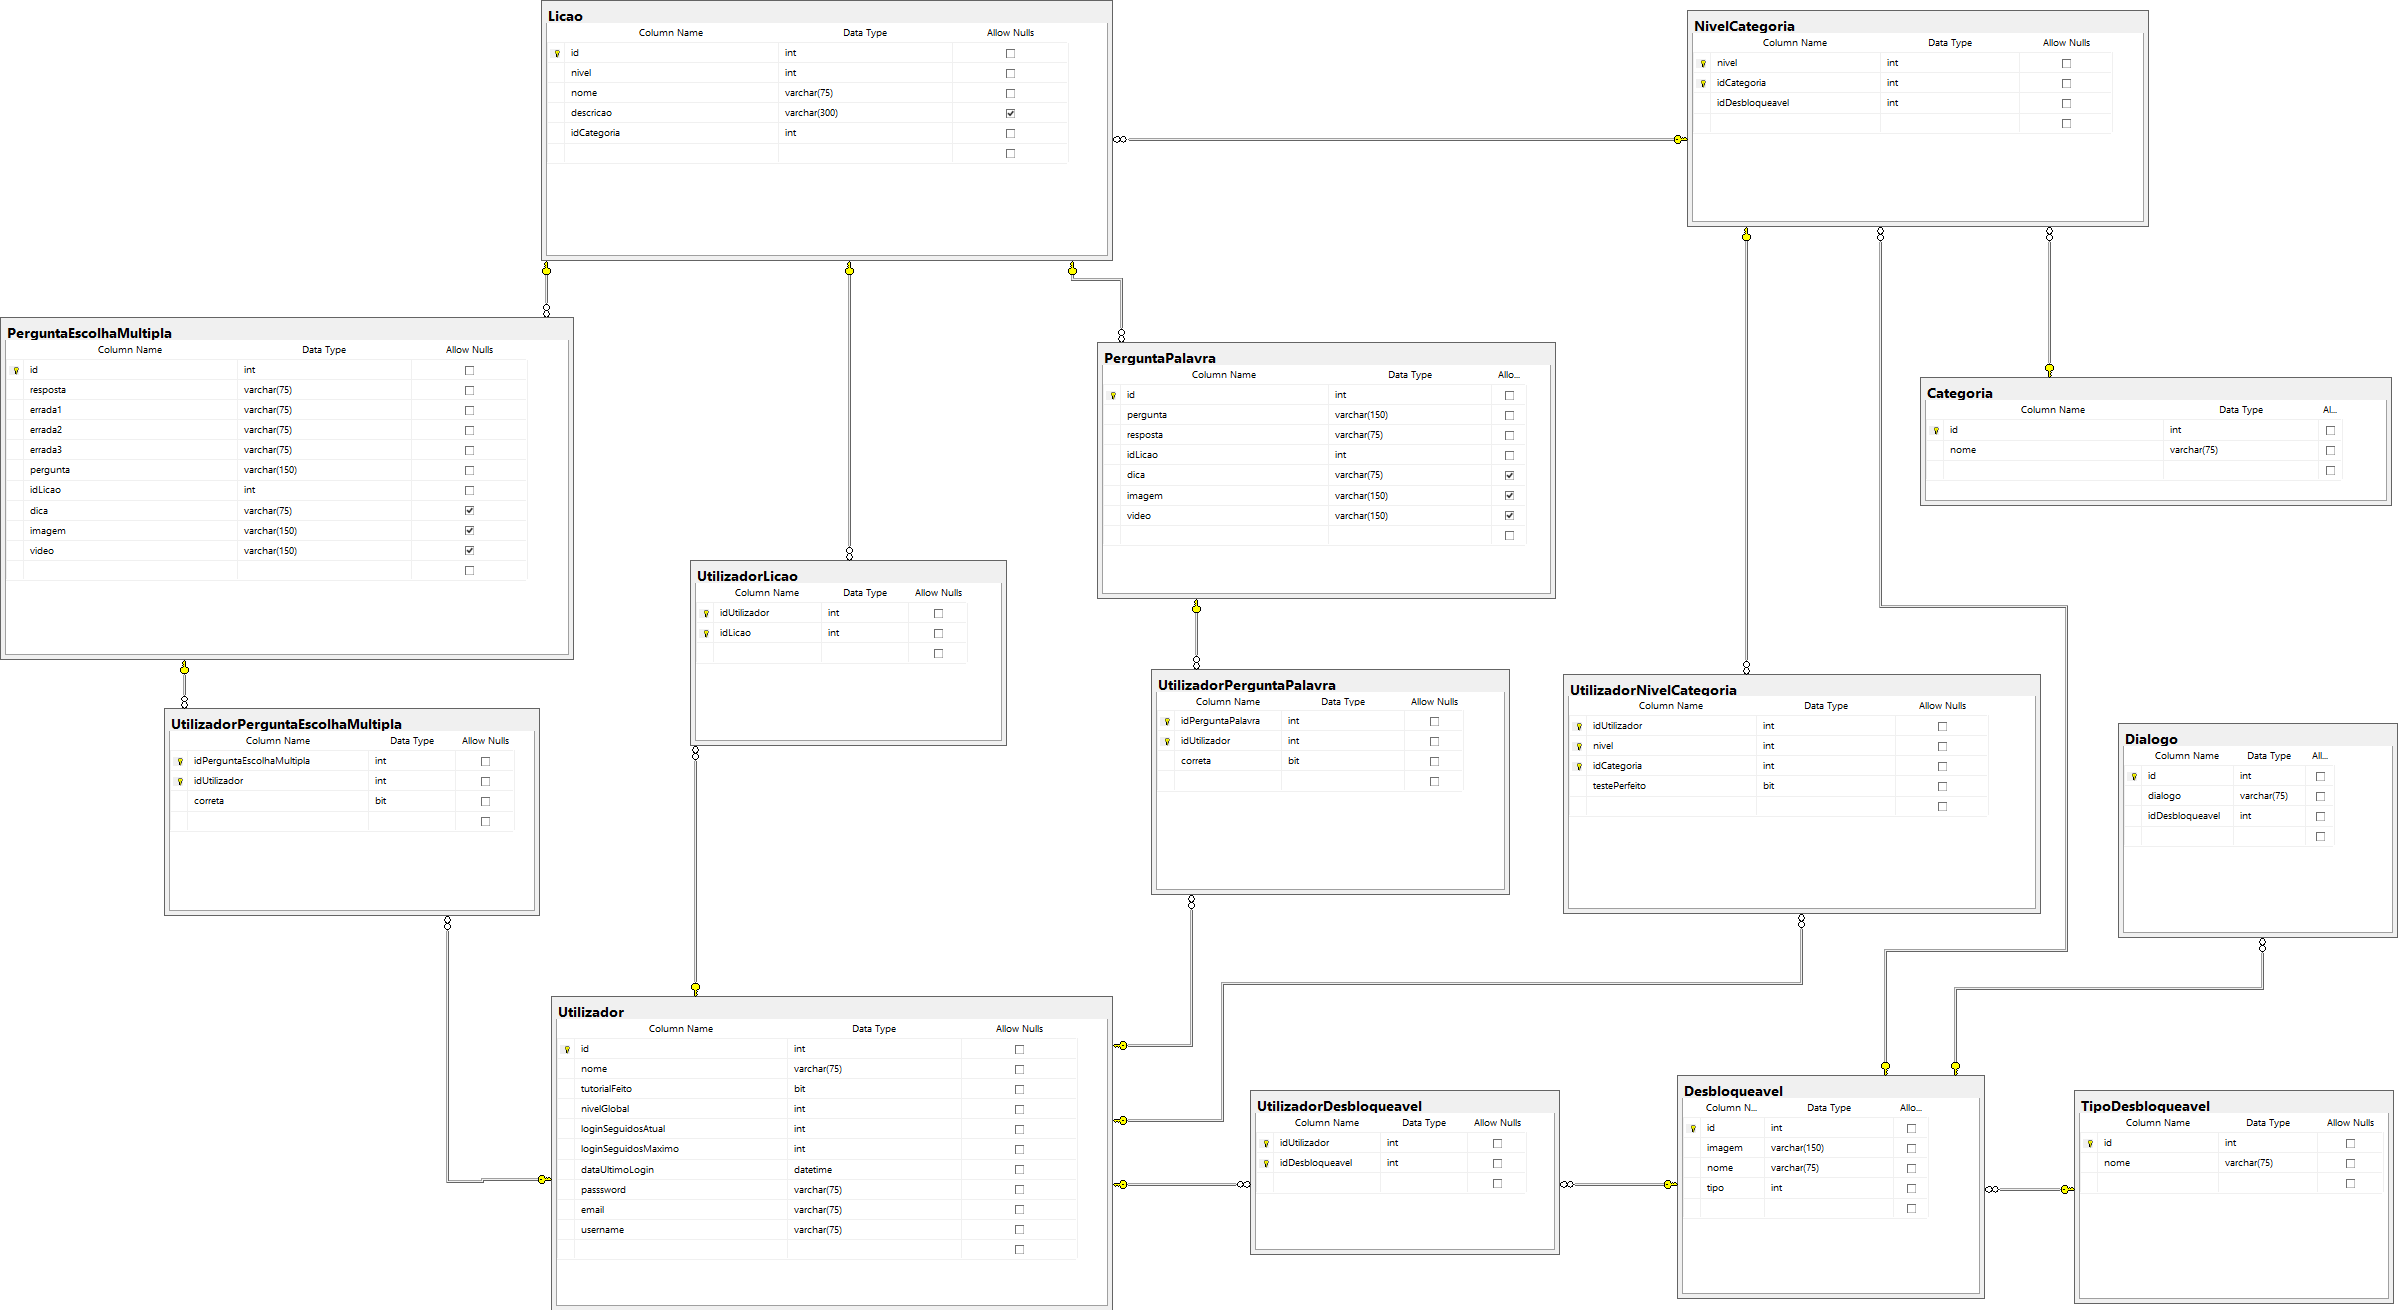 Licao
Column Name Data Type Allow Nulls
id int
nivel int
nome varchar(75)
descricao varchar(300)
idCategoria int
NivelCategoria
Column Name Data Type Allow Nulls
nivel int
idCategoria int
idDesbloqueavel int
PerguntaEscolhaMultipla
Column Name Data Type Allow Nulls
id int
resposta varchar(75)
errada1 varchar(75)
errada2 varchar(75)
errada3 varchar(75)
pergunta varchar(150)
idLicao int
dica varchar(75)
imagem varchar(150)
video varchar(150)
PerguntaPalavra
Column Name Data Type Allo...
id int
pergunta varchar(150)
resposta varchar(75)
idLicao int
dica varchar(75)
imagem varchar(150)
video varchar(150)
Categoria
Column Name Data Type Al...
id int
nome varchar(75)
UtilizadorLicao
Column Name Data Type Allow Nulls
idUtilizador int
idLicao int
UtilizadorPerguntaPalavra
Column Name Data Type Allow Nulls
idPerguntaPalavra int
idUtilizador int
correta bit
UtilizadorNivelCategoria
Column Name Data Type Allow Nulls
idUtilizador int
nivel int
idCategoria int
testePerfeito bit
UtilizadorPerguntaEscolhaMultipla
Column Name Data Type Allow Nulls
idPerguntaEscolhaMultipla int
idUtilizador int
correta bit
Dialogo
Column Name Data Type All...
id int
dialogo varchar(75)
idDesbloqueavel int
Utilizador
Column Name Data Type Allow Nulls
id int
nome varchar(75)
tutorialFeito bit
nivelGlobal int
loginSeguidosAtual int
loginSeguidosMaximo int
dataUltimoLogin datetime
passsword varchar(75)
email varchar(75)
username varchar(75)
UtilizadorDesbloqueavel
Column Name Data Type Allow Nulls
idUtilizador int
idDesbloqueavel int
Desbloqueavel
Column N... Data Type Allo...
id int
imagem varchar(150)
nome varchar(75)
tipo int
TipoDesbloqueavel
Column Name Data Type Allow Nulls
id int
nome varchar(75)